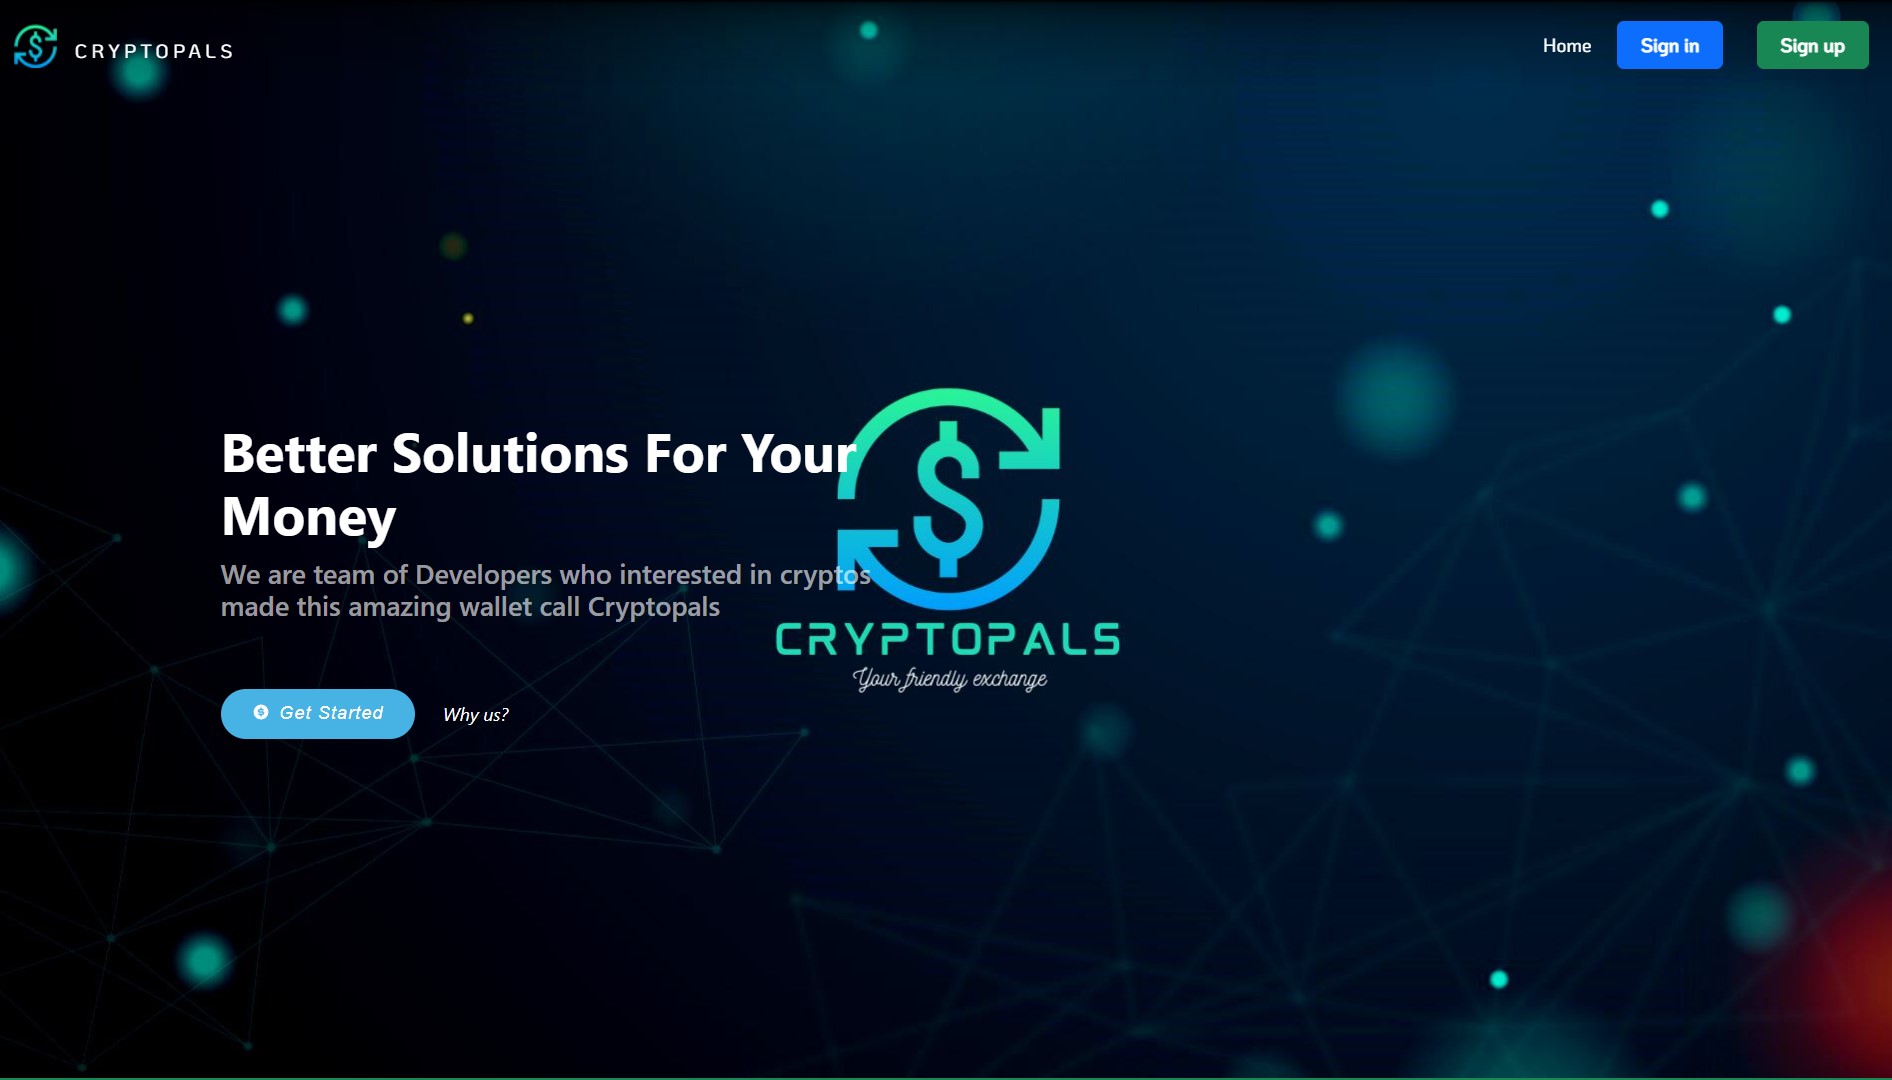 CRYPTOPALS
Home
Sign in
Sign up
Better Solutions For Your
Money
We are team of Developers who interested in cryptos
made this amazing wallet call Cryptopals
Get Started
Why us?
CRYPTOPALS
Your friendly exchange